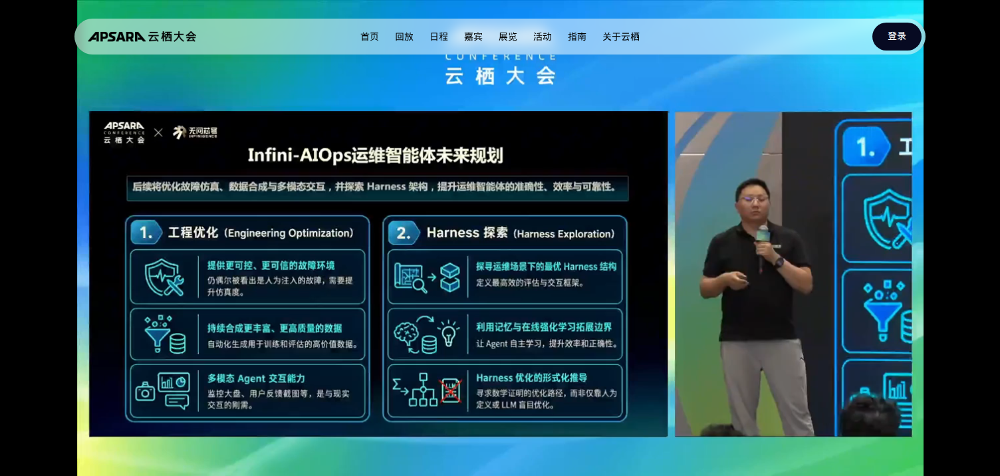 APSARA 云栖大会
首页 回放 日程 嘉宾 展览 活动 指南 关于云栖
登录
CONFERENCE
云栖大会
APSARA
CONFERENCE
云栖大会
无问芯穹
INFINIGENCE
Infini-AIOps运维智能体未来规划
后续将优化故障仿真、数据合成与多模态交互，并探索 Harness 架构，提升运维智能体的准确性、效率与可靠性。
1. 工程优化（Engineering Optimization）
提供更可控、更可信的故障环境
仍偶尔被看出是人为注入的故障，需要提
升仿真度。
持续合成更丰富、更高质量的数据
自动化生成用于训练和评估的高价值数据。
多模态 Agent 交互能力
监控大盘、用户反馈截图等，是与现实
交互的刚需。
2. Harness 探索（Harness Exploration）
探寻运维场景下的最优 Harness 结构
定义最高效的评估与交互框架。
利用记忆与在线强化学习拓展边界
让 Agent 自主学习，提升效率和正确性。
Σ
LLM
Harness 优化的形式化推导
寻求数学证明的优化路径，而非仅靠人为
定义或 LLM 盲目优化。
1. 工